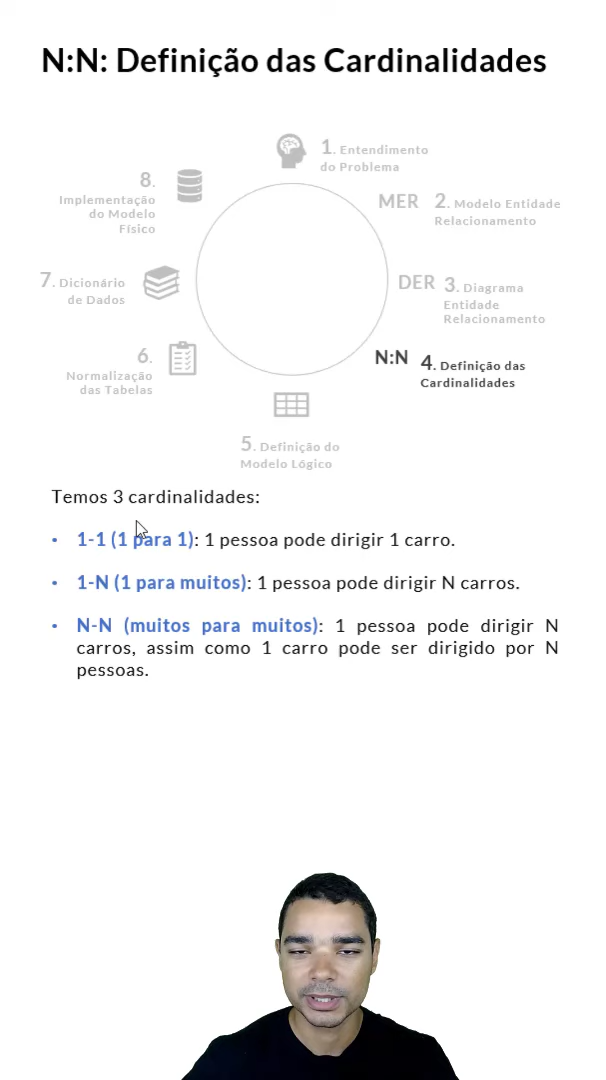 N:N: Definição das Cardinalidades
1. Entendimento
do Problema
MER 2. Modelo Entidade
Relacionamento
DER 3. Diagrama
Entidade
Relacionamento
N:N 4. Definição das
Cardinalidades
5. Definição do
Modelo Lógico
6.
Normalização
das Tabelas
7. Dicionário
de Dados
8.
Implementação
do Modelo
Físico
Temos 3 cardinalidades:
• 1-1 (1 para 1): 1 pessoa pode dirigir 1 carro.
• 1-N (1 para muitos): 1 pessoa pode dirigir N carros.
• N-N (muitos para muitos): 1 pessoa pode dirigir N
carros, assim como 1 carro pode ser dirigido por N
pessoas.